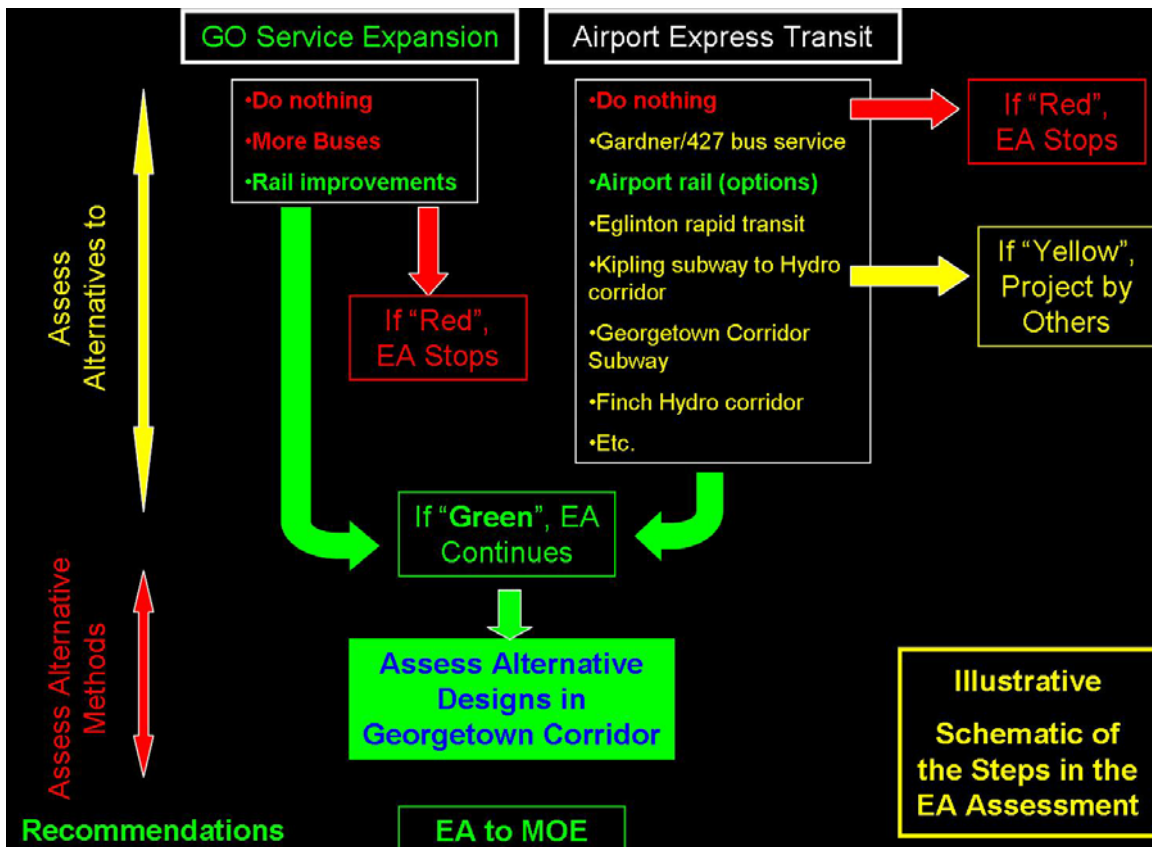 GO Service Expansion
Airport Express Transit
•Do nothing
•More Buses
•Rail improvements
•Do nothing
•Gardner/427 bus service
•Airport rail (options)
•Eglinton rapid transit
•Kipling subway to Hydro
corridor
•Georgetown Corridor
Subway
•Finch Hydro corridor
•Etc.
If “Red”,
EA Stops
If “Yellow”,
Project by
Others
If “Red”,
EA Stops
Assess
Alternatives to
If “Green”, EA
Continues
Assess Alternative
Methods
Assess Alternative
Designs in
Georgetown Corridor
Illustrative
Schematic of
the Steps in the
EA Assessment
Recommendations
EA to MOE